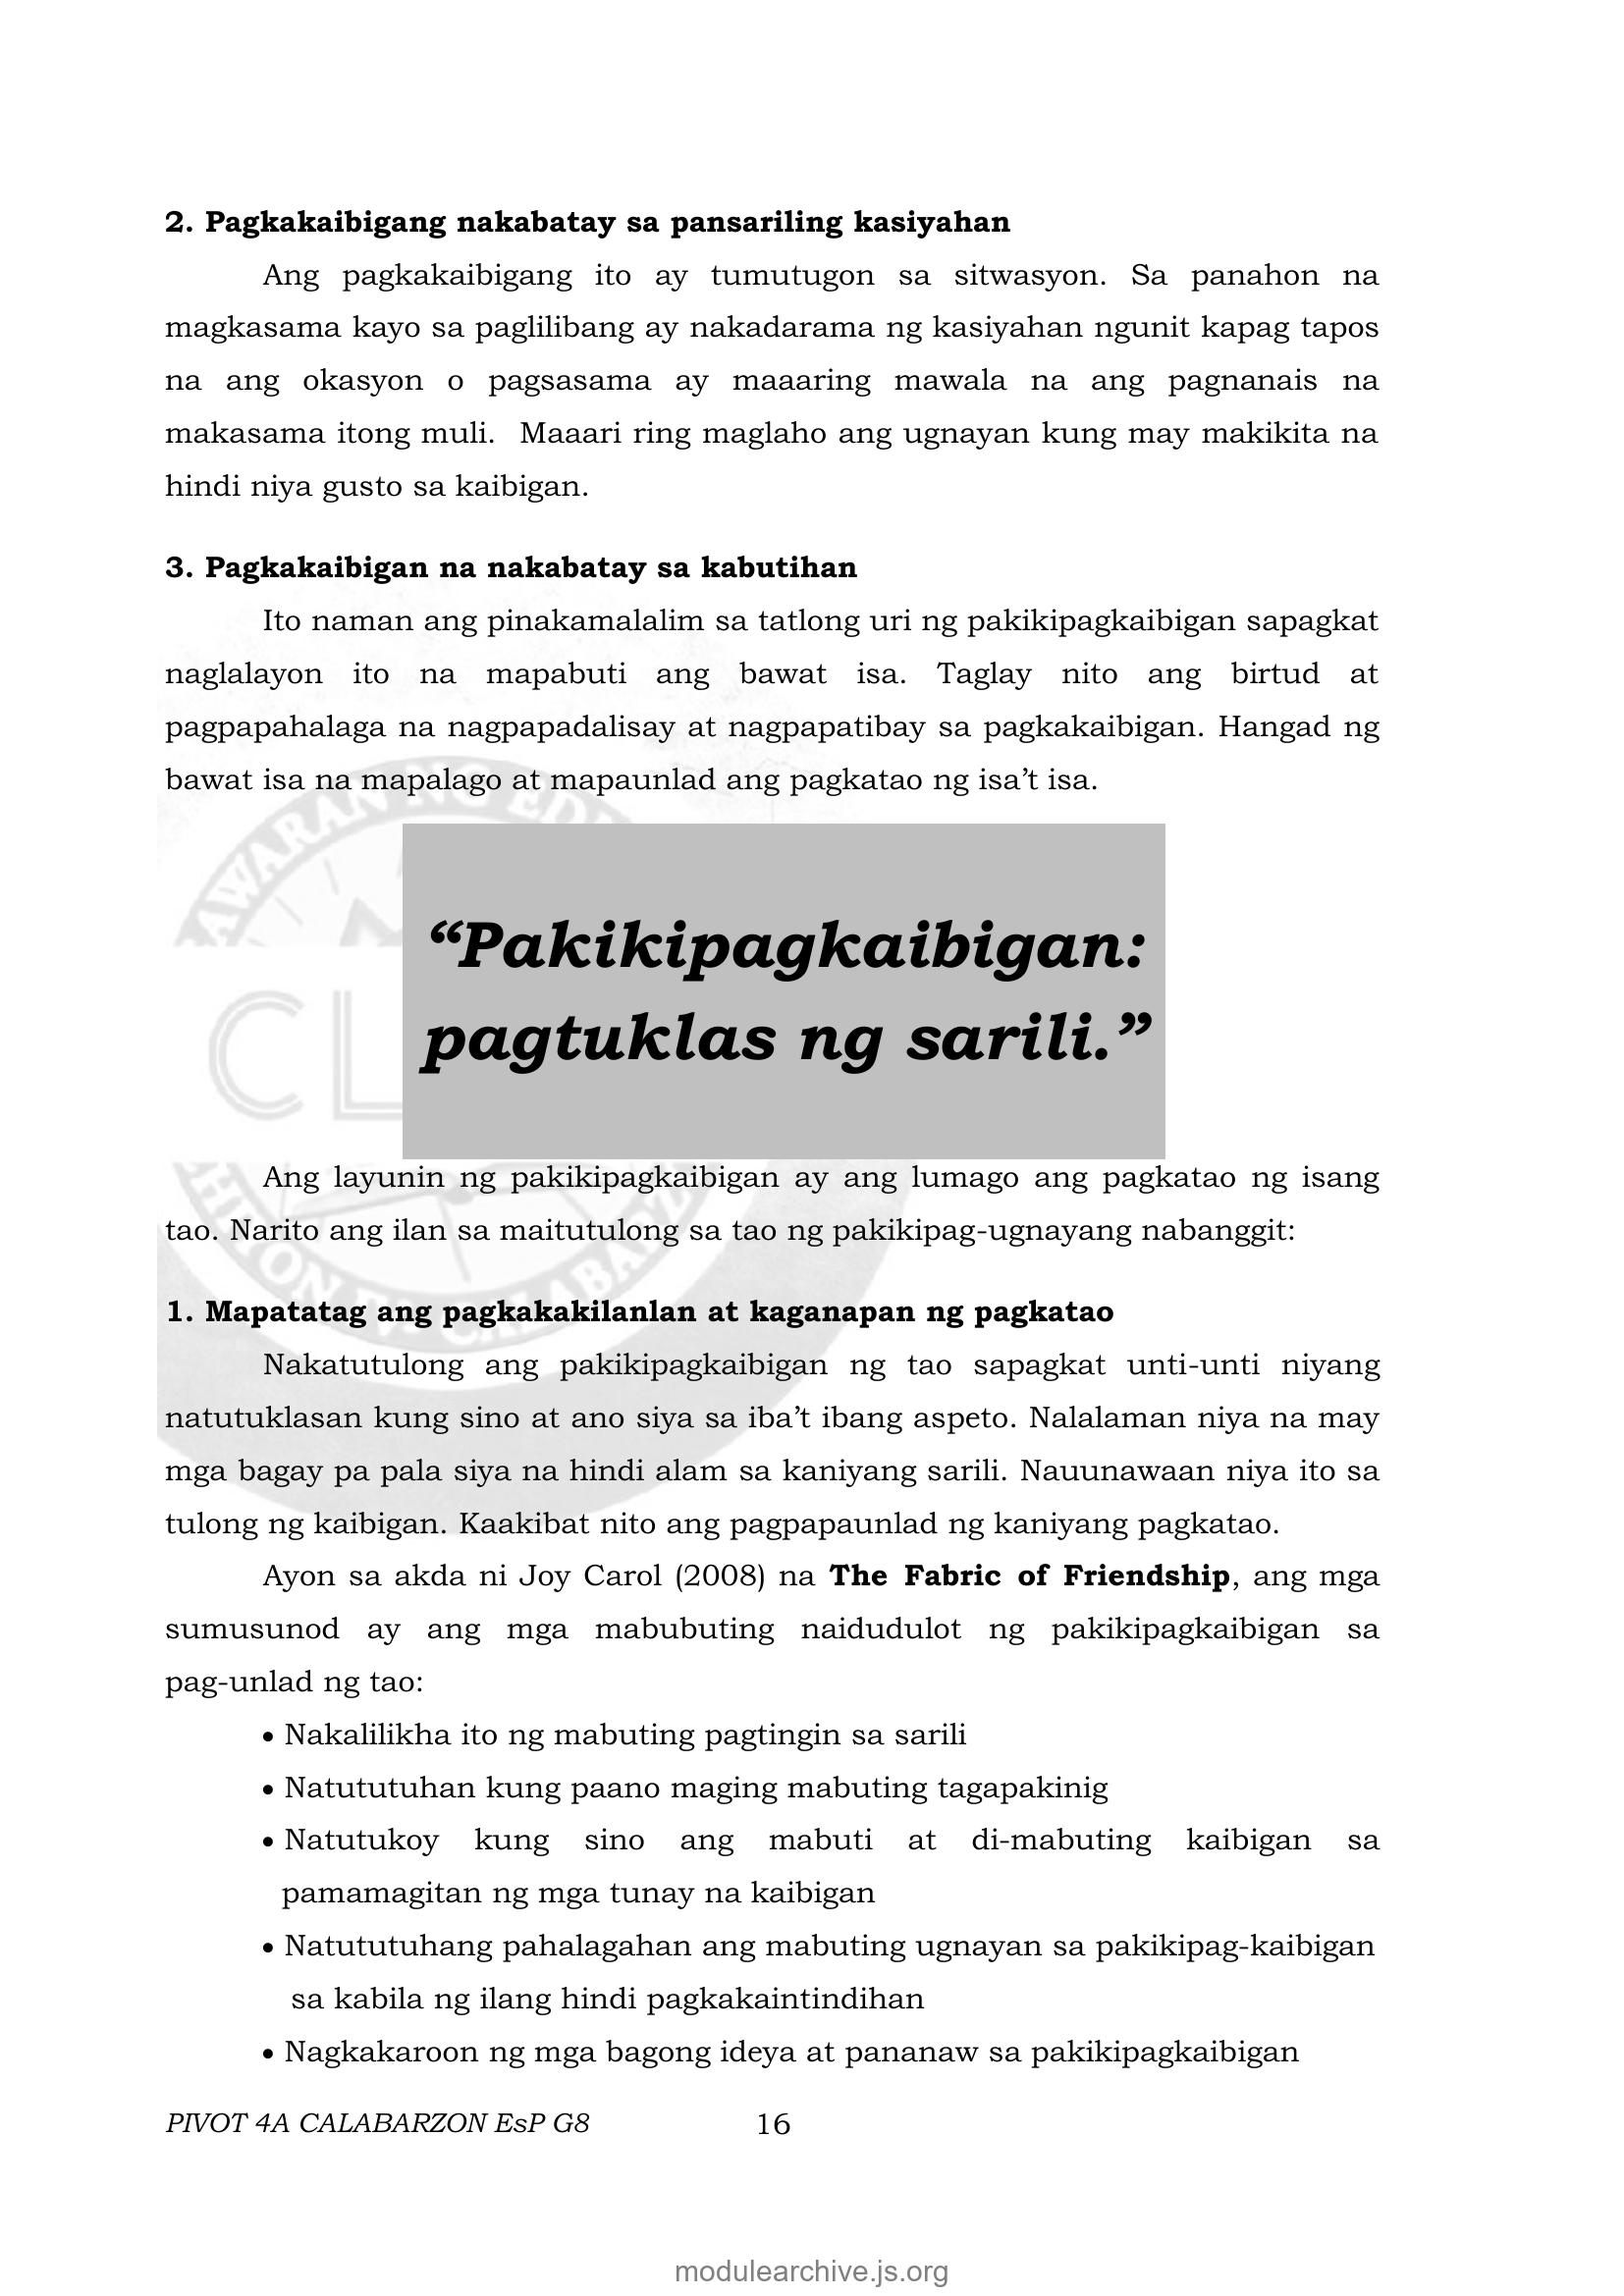 2. Pagkakaibigang nakabatay sa pansariling kasiyahan
Ang pagkakaibigang ito ay tumutugon sa sitwasyon. Sa panahon na
magkasama kayo sa paglilibang ay nakadarama ng kasiyahan ngunit kapag tapos
na ang okasyon o pagsasama ay maaaring mawala na ang pagnanais na
makasama itong muli. Maaari ring maglaho ang ugnayan kung may makikita na
hindi niya gusto sa kaibigan.
3. Pagkakaibigan na nakabatay sa kabutihan
Ito naman ang pinakamalalim sa tatlong uri ng pakikipagkaibigan sapagkat
naglalayon ito na mapabuti ang bawat isa. Taglay nito ang birtud at
pagpapahalaga na nagpapadalisay at nagpapatibay sa pagkakaibigan. Hangad ng
bawat isa na mapalago at mapaunlad ang pagkatao ng isa’t isa.
“Pakikipagkaibigan:
pagtuklas ng sarili.”
CL
Ang layunin ng pakikipagkaibigan ay ang lumago ang pagkatao ng isang
tao. Narito ang ilan sa maitutulong sa tao ng pakikipag-ugnayang nabanggit:
1. Mapatatag ang pagkakakilanlan at kaganapan ng pagkatao
Nakatutulong ang pakikipagkaibigan ng tao sapagkat unti-unti niyang
natutuklasan kung sino at ano siya sa iba’t ibang aspeto. Nalalaman niya na may
mga bagay pa pala siya na hindi alam sa kaniyang sarili. Nauunawaan niya ito sa
tulong ng kaibigan. Kaakibat nito ang pagpapaunlad ng kaniyang pagkatao.
Ayon sa akda ni Joy Carol (2008) na The Fabric of Friendship, ang mga
sumusunod ay ang mga mabubuting naidudulot ng pakikipagkaibigan sa
pag-unlad ng tao:
• Nakalilikha ito ng mabuting pagtingin sa sarili
• Natututuhan kung paano maging mabuting tagapakinig
• Natutukoy kung sino ang mabuti at di-mabuting kaibigan sa
pamamagitan ng mga tunay na kaibigan
• Natututuhang pahalagahan ang mabuting ugnayan sa pakikipag-kaibigan
sa kabila ng ilang hindi pagkakaintindihan
• Nagkakaroon ng mga bagong ideya at pananaw sa pakikipagkaibigan
PIVOT 4A CALABARZON EsP G8 16
modulearchive.js.org